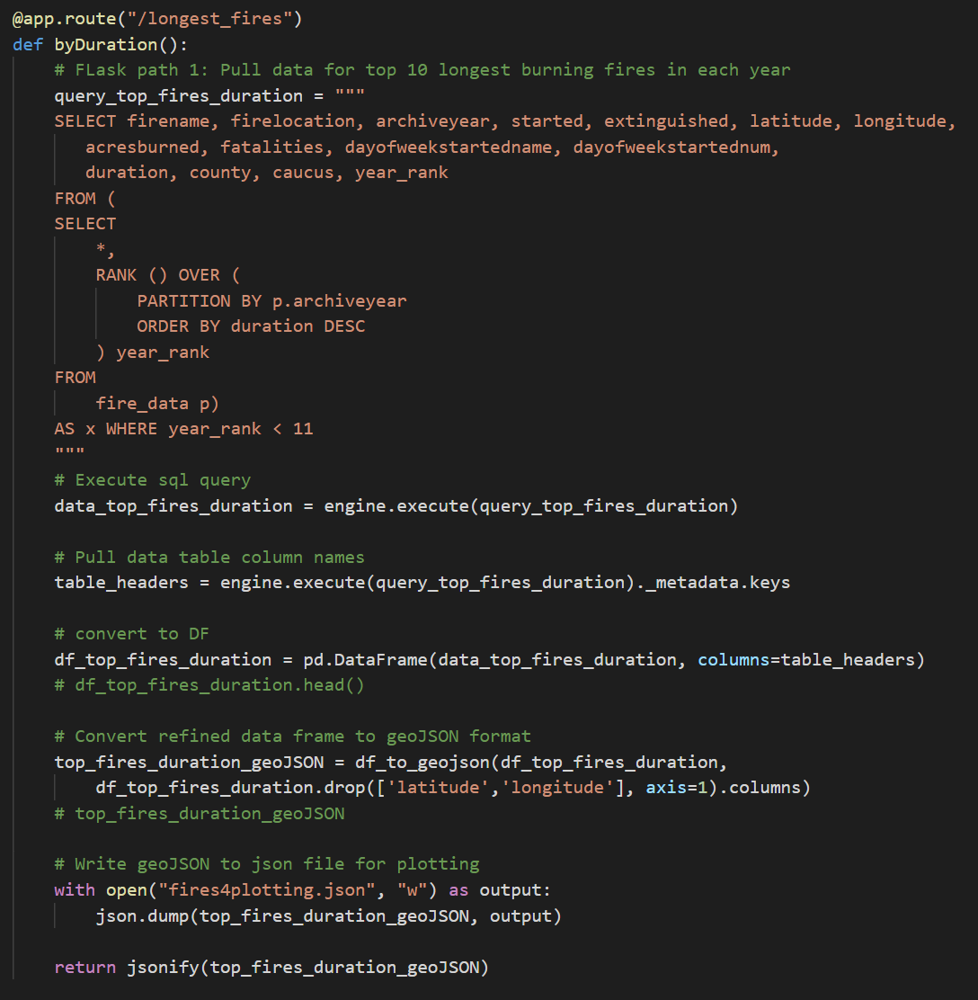 @app.route("/longest_fires")
def byDuration():
    # FLask path 1: Pull data for top 10 longest burning fires in each year
    query_top_fires_duration = """
    SELECT firename, firelocation, archiveyear, started, extinguished, latitude, longitude,
       acresburned, fatalities, dayofweekstartedname, dayofweekstartednum,
       duration, county, caucus, year_rank
    FROM (
    SELECT
        *,
        RANK () OVER (
            PARTITION BY p.archiveyear
            ORDER BY duration DESC
        ) year_rank
    FROM
        fire_data p)
    AS x WHERE year_rank < 11
    """
    # Execute sql query
    data_top_fires_duration = engine.execute(query_top_fires_duration)

    # Pull data table column names
    table_headers = engine.execute(query_top_fires_duration)._metadata.keys

    # convert to DF
    df_top_fires_duration = pd.DataFrame(data_top_fires_duration, columns=table_headers)
    # df_top_fires_duration.head()

    # Convert refined data frame to geoJSON format
    top_fires_duration_geoJSON = df_to_geojson(df_top_fires_duration,
        df_top_fires_duration.drop(['latitude','longitude'], axis=1).columns)
    # top_fires_duration_geoJSON

    # Write geoJSON to json file for plotting
    with open("fires4plotting.json", "w") as output:
        json.dump(top_fires_duration_geoJSON, output)

    return jsonify(top_fires_duration_geoJSON)